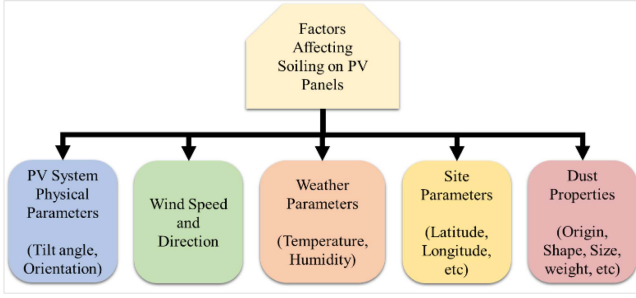 Factors
Affecting
Soiling on PV
Panels
PV System
Physical
Parameters
(Tilt angle,
Orientation)
Wind Speed
and
Direction
Weather
Parameters
(Temperature,
Humidity)
Site
Parameters
(Latitude,
Longitude,
etc)
Dust
Properties
(Origin,
Shape, Size,
weight, etc)